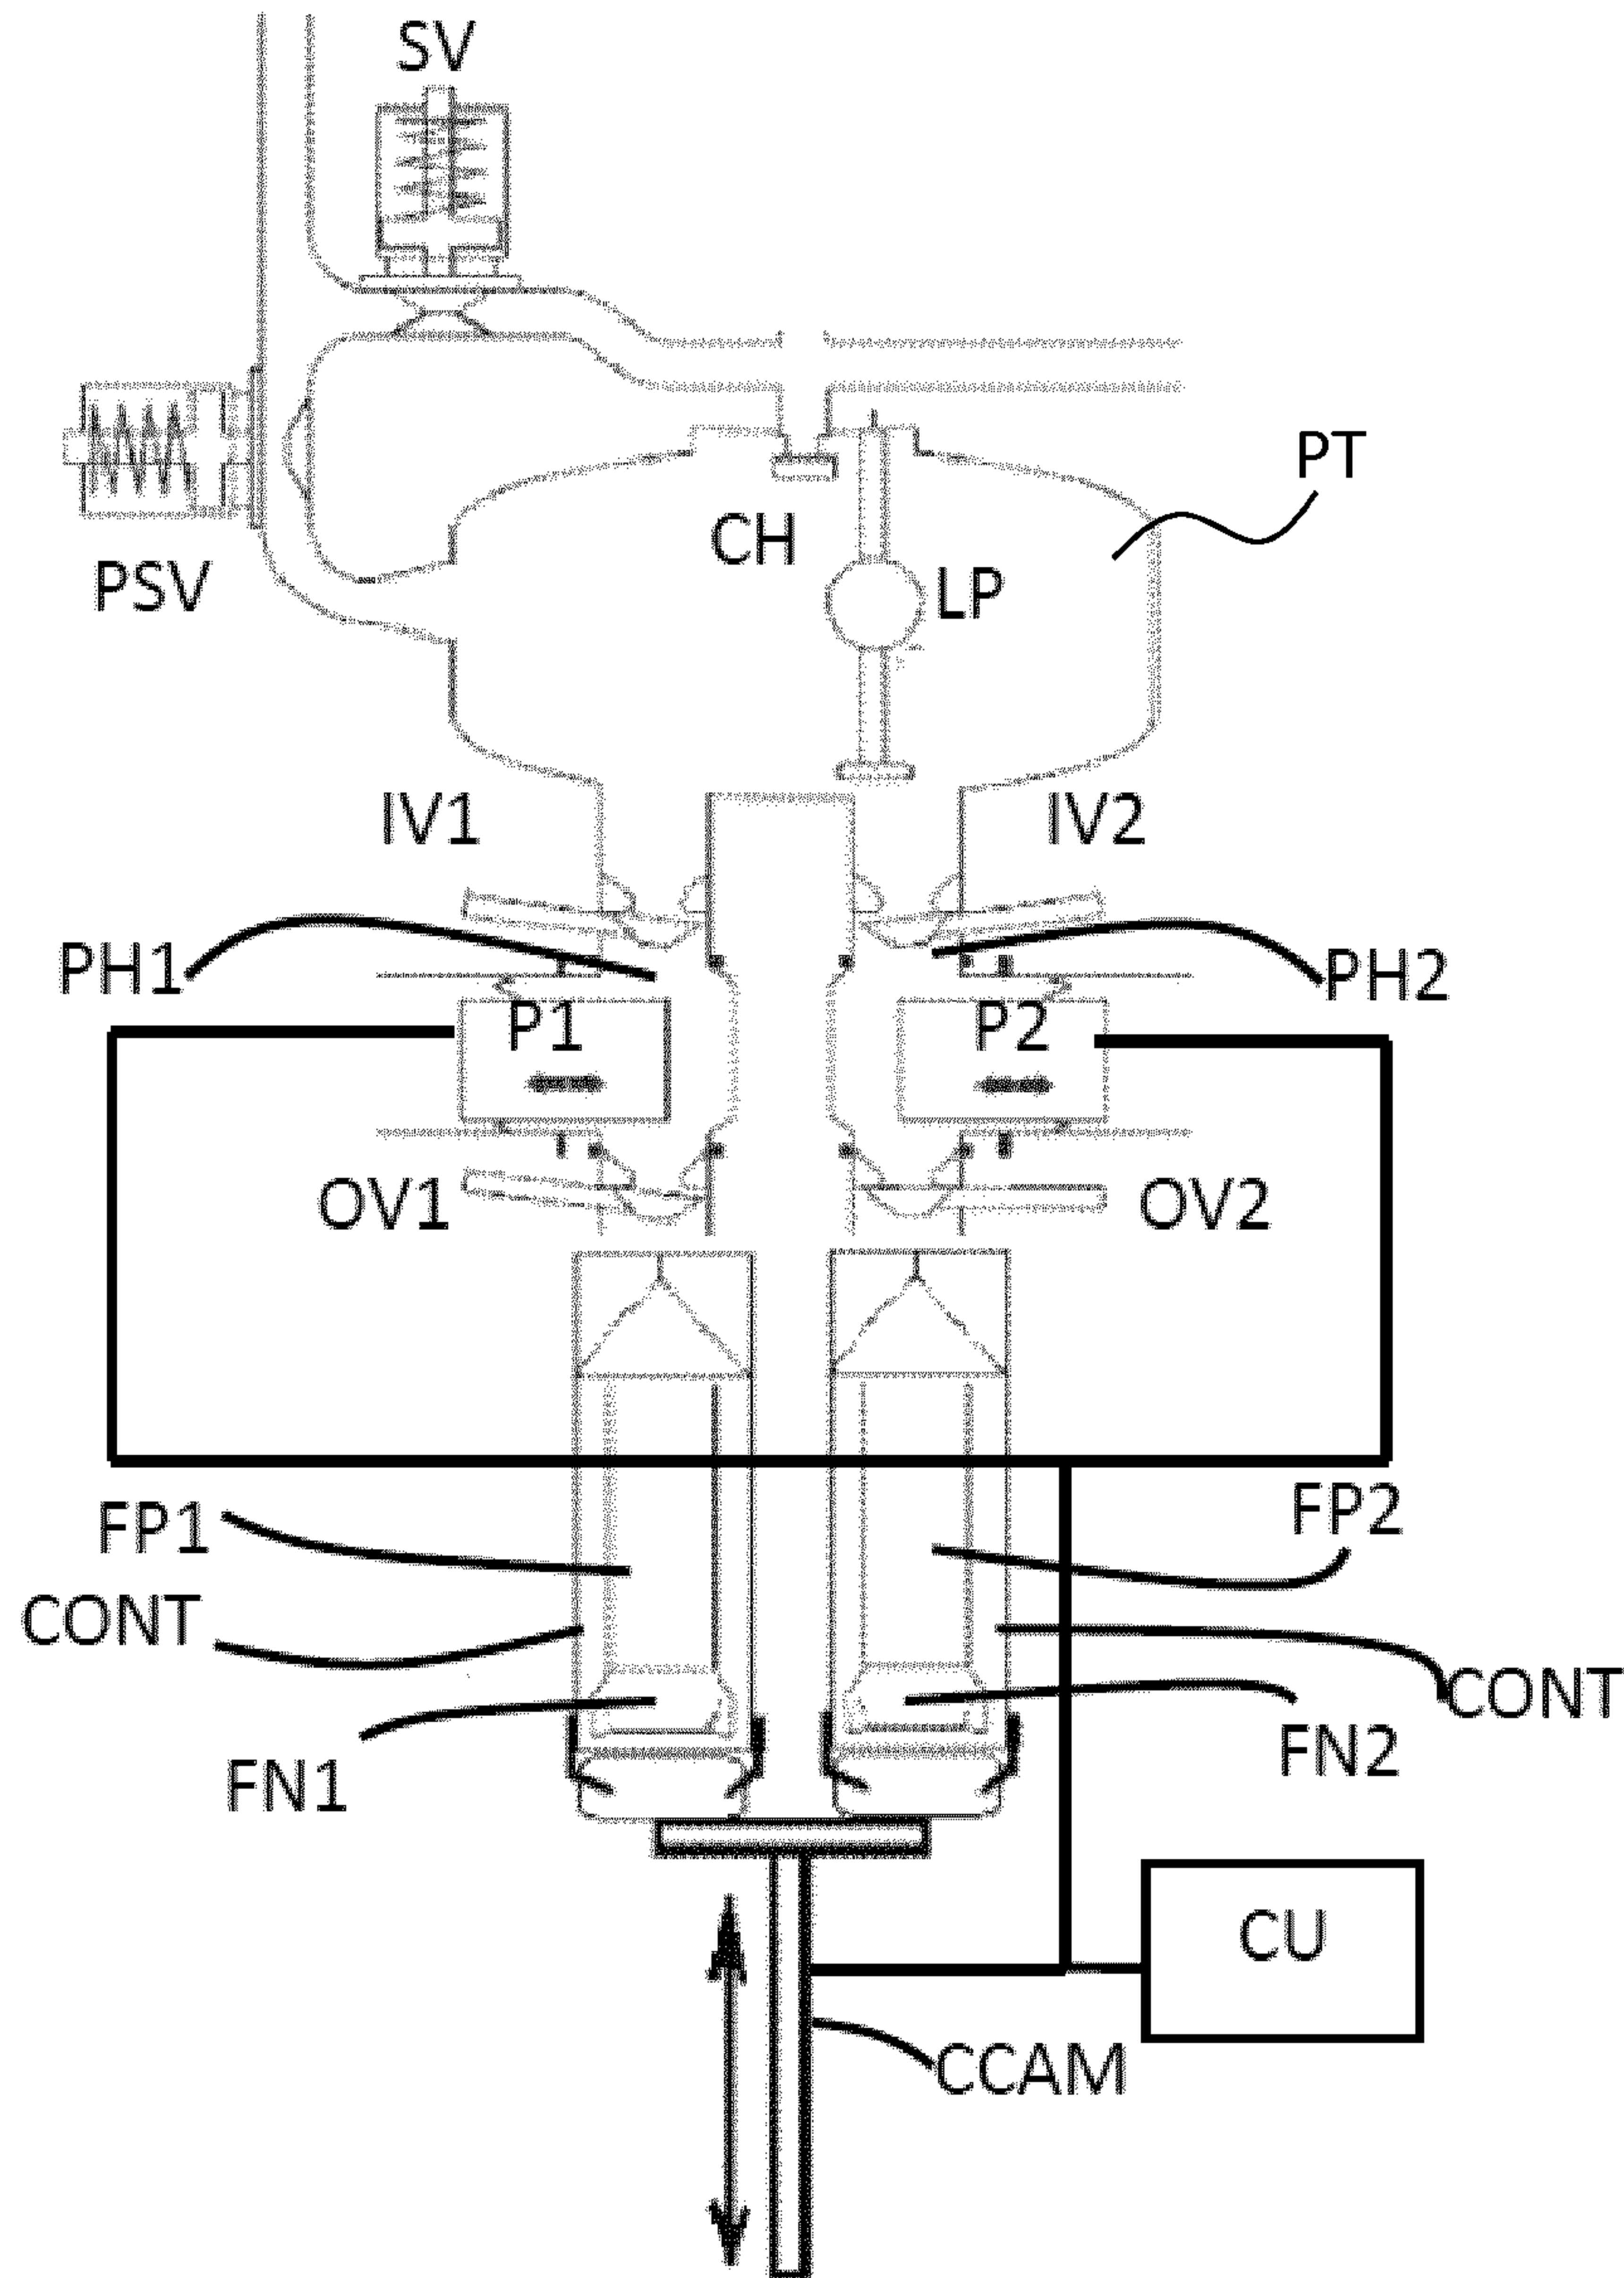 SV
PT
CH
LP
PSV
IV1
IV2
PH1
PH2
P1
P2
OV1
OV2
FP1
FP2
CONT
CONT
FN1
FN2
CU
CCAM